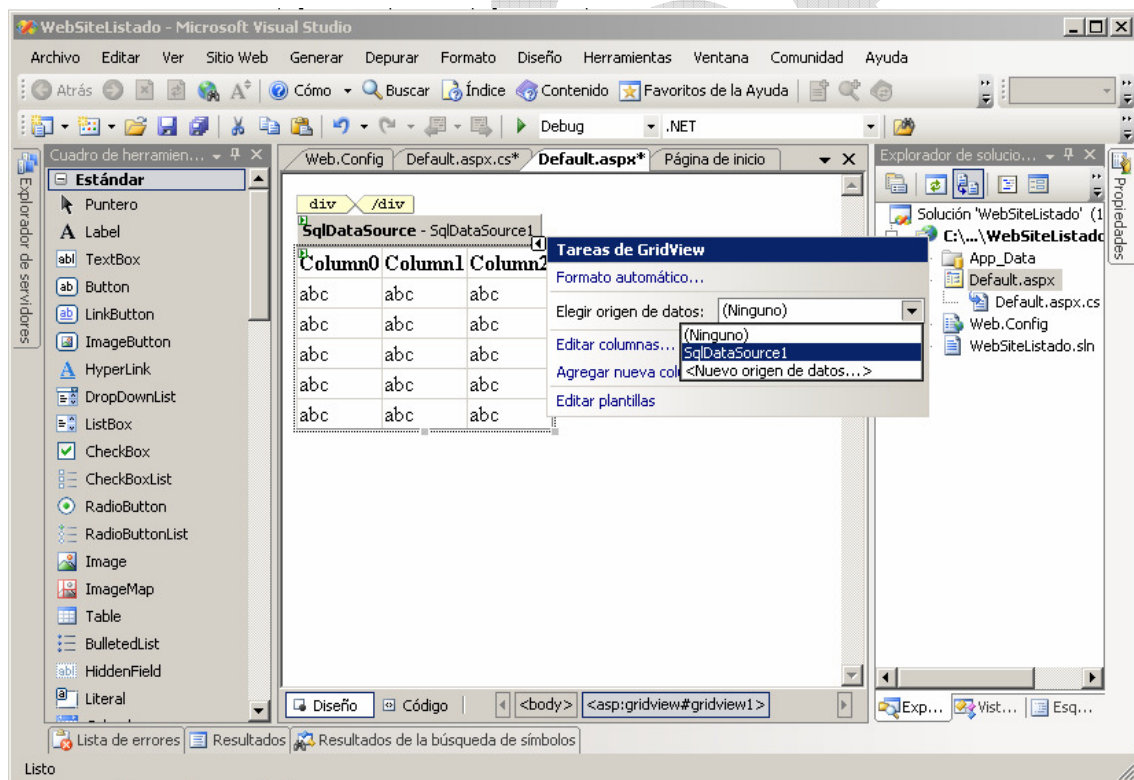 WebSiteListado - Microsoft Visual Studio
Archivo Editar Ver Sitio Web Generar Depurar Formato Diseño Herramientas Ventana Comunidad Ayuda
Atrás Cómo Buscar Índice Contenido Favoritos de la Ayuda
Debug .NET
Cuadro de herramien...
Estándar
Puntero
Label
TextBox
Button
LinkButton
ImageButton
HyperLink
DropDownList
ListBox
CheckBox
CheckBoxList
RadioButton
RadioButtonList
Image
ImageMap
Table
BulletedList
HiddenField
Literal
Explorador de servidores
Web.Config Default.aspx.cs* Default.aspx* Página de inicio
div /div
SqlDataSource - SqlDataSource1
Column0 Column1 Column2
abc abc abc
abc abc abc
abc abc abc
abc abc abc
abc abc abc
Tareas de GridView
Formato automático...
Elegir origen de datos: (Ninguno)
(Ninguno)
SqlDataSource1
<Nuevo origen de datos...>
Editar columnas...
Agregar nueva col
Editar plantillas
Diseño Código <body> <asp:gridview#gridview1>
Explorador de solucio...
Solución 'WebSiteListado' (1
C:\...\WebSiteListado
App_Data
Default.aspx
Default.aspx.cs
Web.Config
WebSiteListado.sln
Exp... Vist... Esq...
Propiedades
Lista de errores Resultados Resultados de la búsqueda de símbolos
Listo